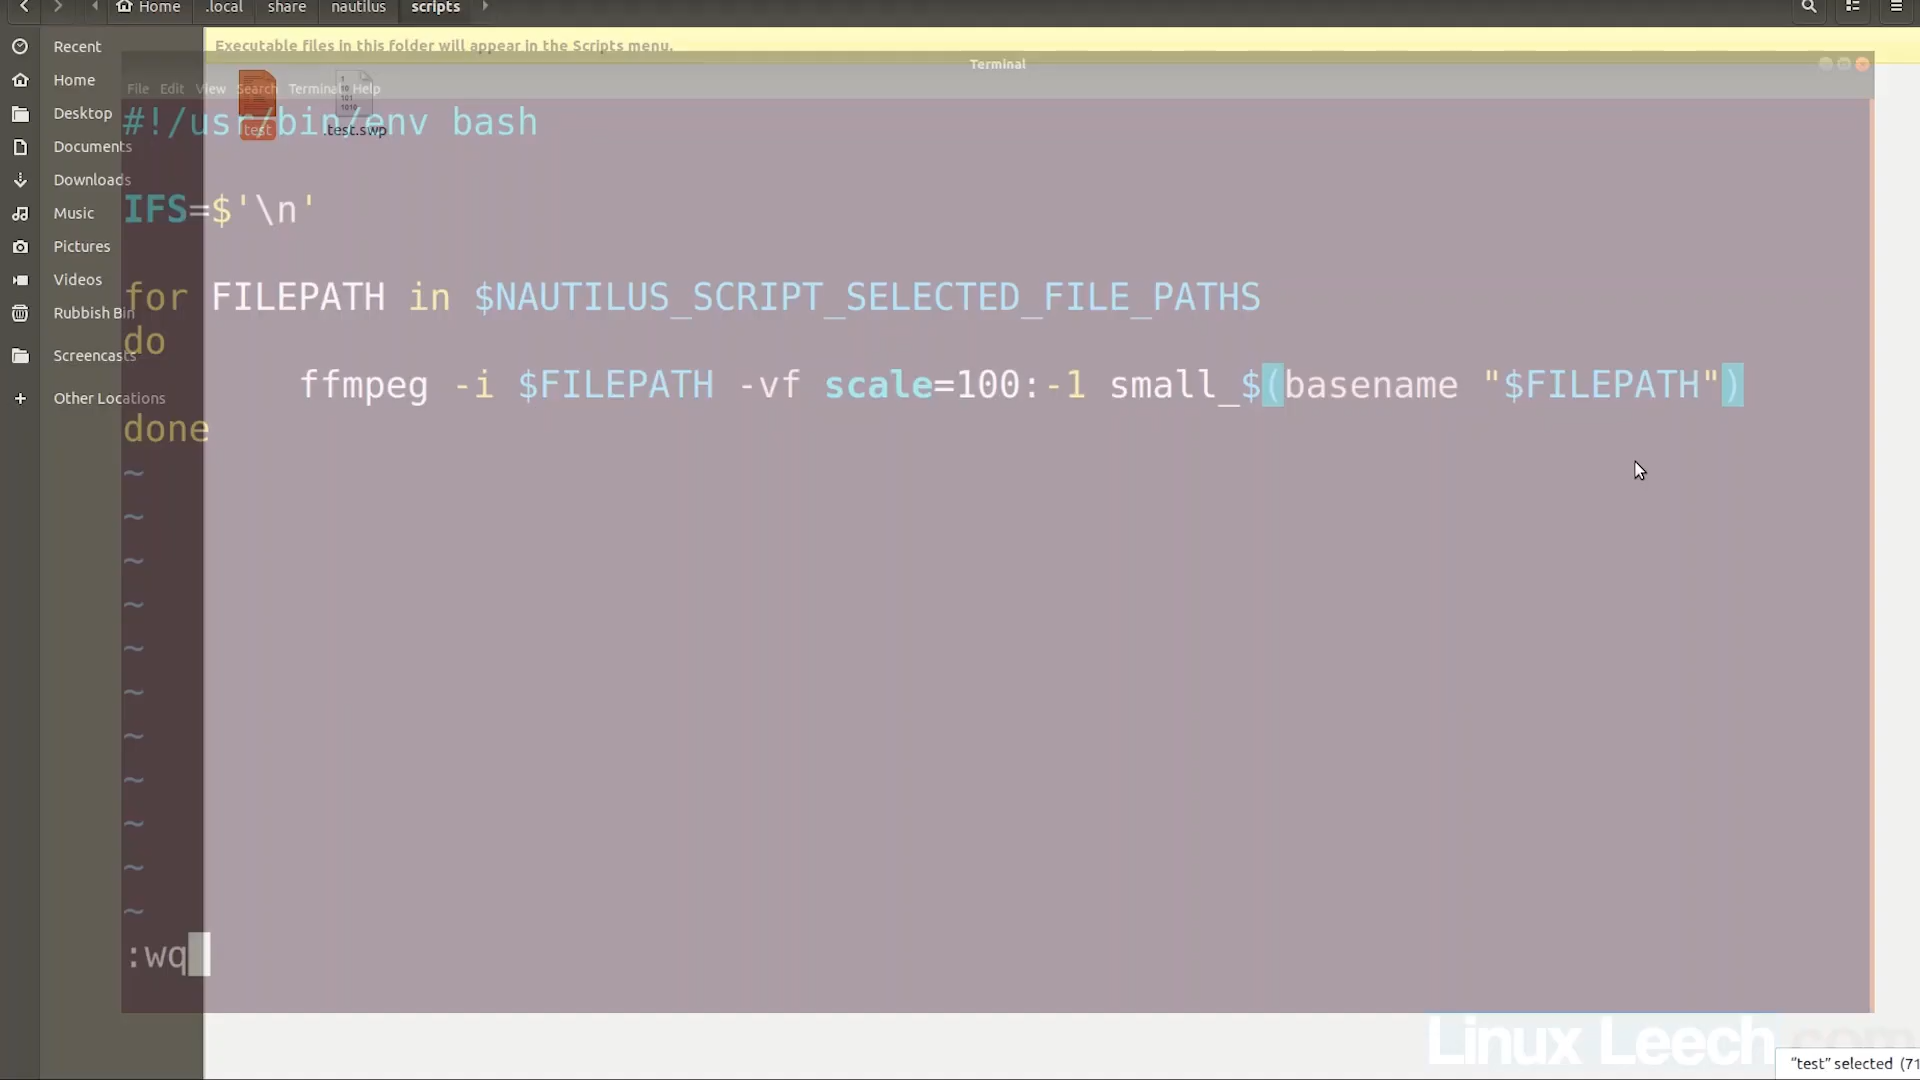 Home .local share nautilus scripts
Executable files in this folder will appear in the Scripts menu.
Recent
Home
Desktop
Documents
Downloads
Music
Pictures
Videos
Rubbish Bin
Screencasts
+ Other Locations
test
.test.swp
Terminal
File Edit View Search Terminal Help
#!/usr/bin/env bash
IFS=$'\n'
for FILEPATH in $NAUTILUS_SCRIPT_SELECTED_FILE_PATHS
do
ffmpeg -i $FILEPATH -vf scale=100:-1 small_$(basename "$FILEPATH")
done
~
~
~
~
~
~
~
~
~
~
~
:wq
Linux Leech.com
"test" selected (71